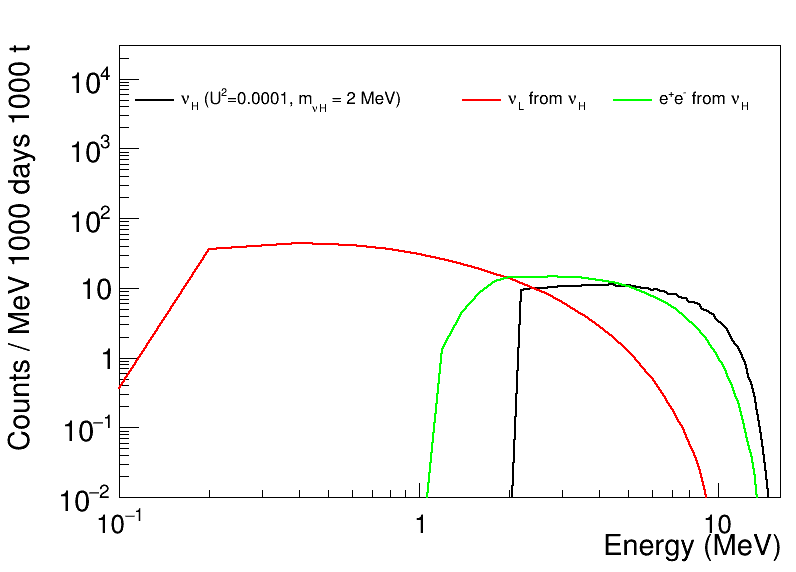 Counts / MeV 1000 days 1000 t
10⁴
10³
10²
10
1
10⁻¹
10⁻²
ν_H (U²=0.0001, m_νH = 2 MeV)
ν_L from ν_H
e⁺e⁻ from ν_H
10⁻¹ 1 10
Energy (MeV)